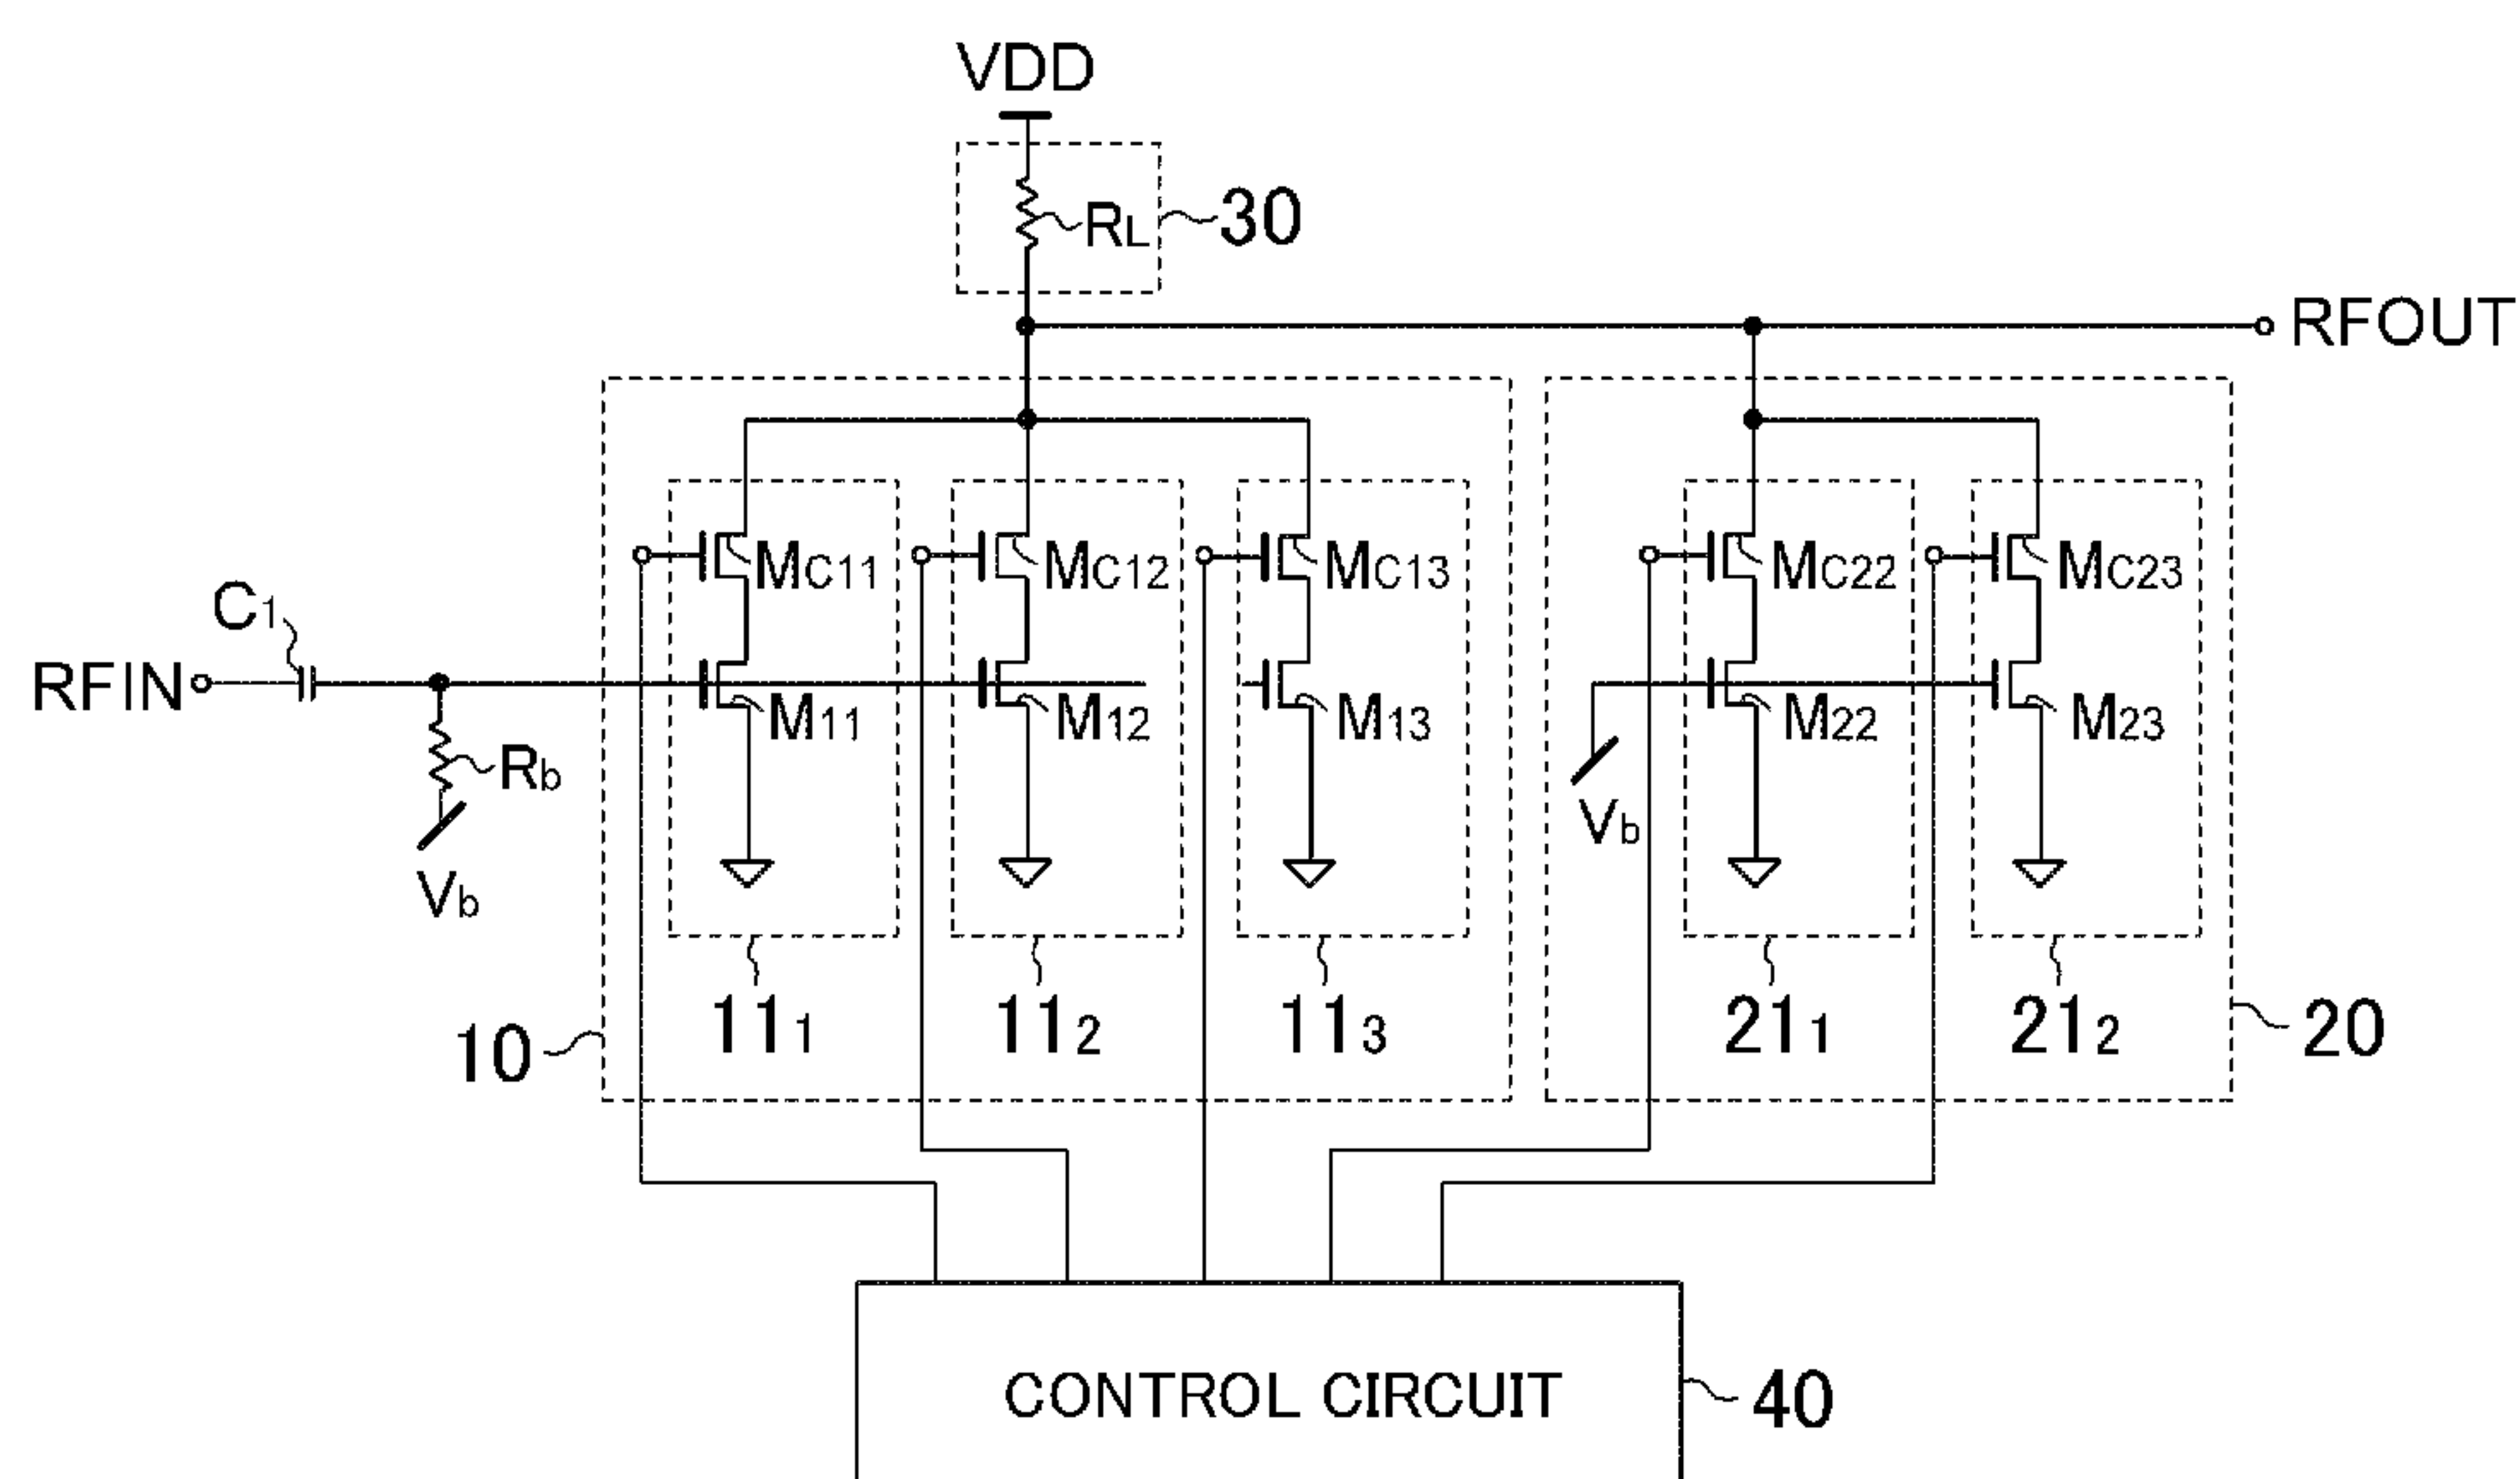 VDD
RL
30
RFOUT
MC11
MC12
MC13
MC22
MC23
C1
RFIN
M11
M12
M13
M22
M23
Rb
Vb
Vb
111
112
113
211
212
10
20
CONTROL CIRCUIT
40